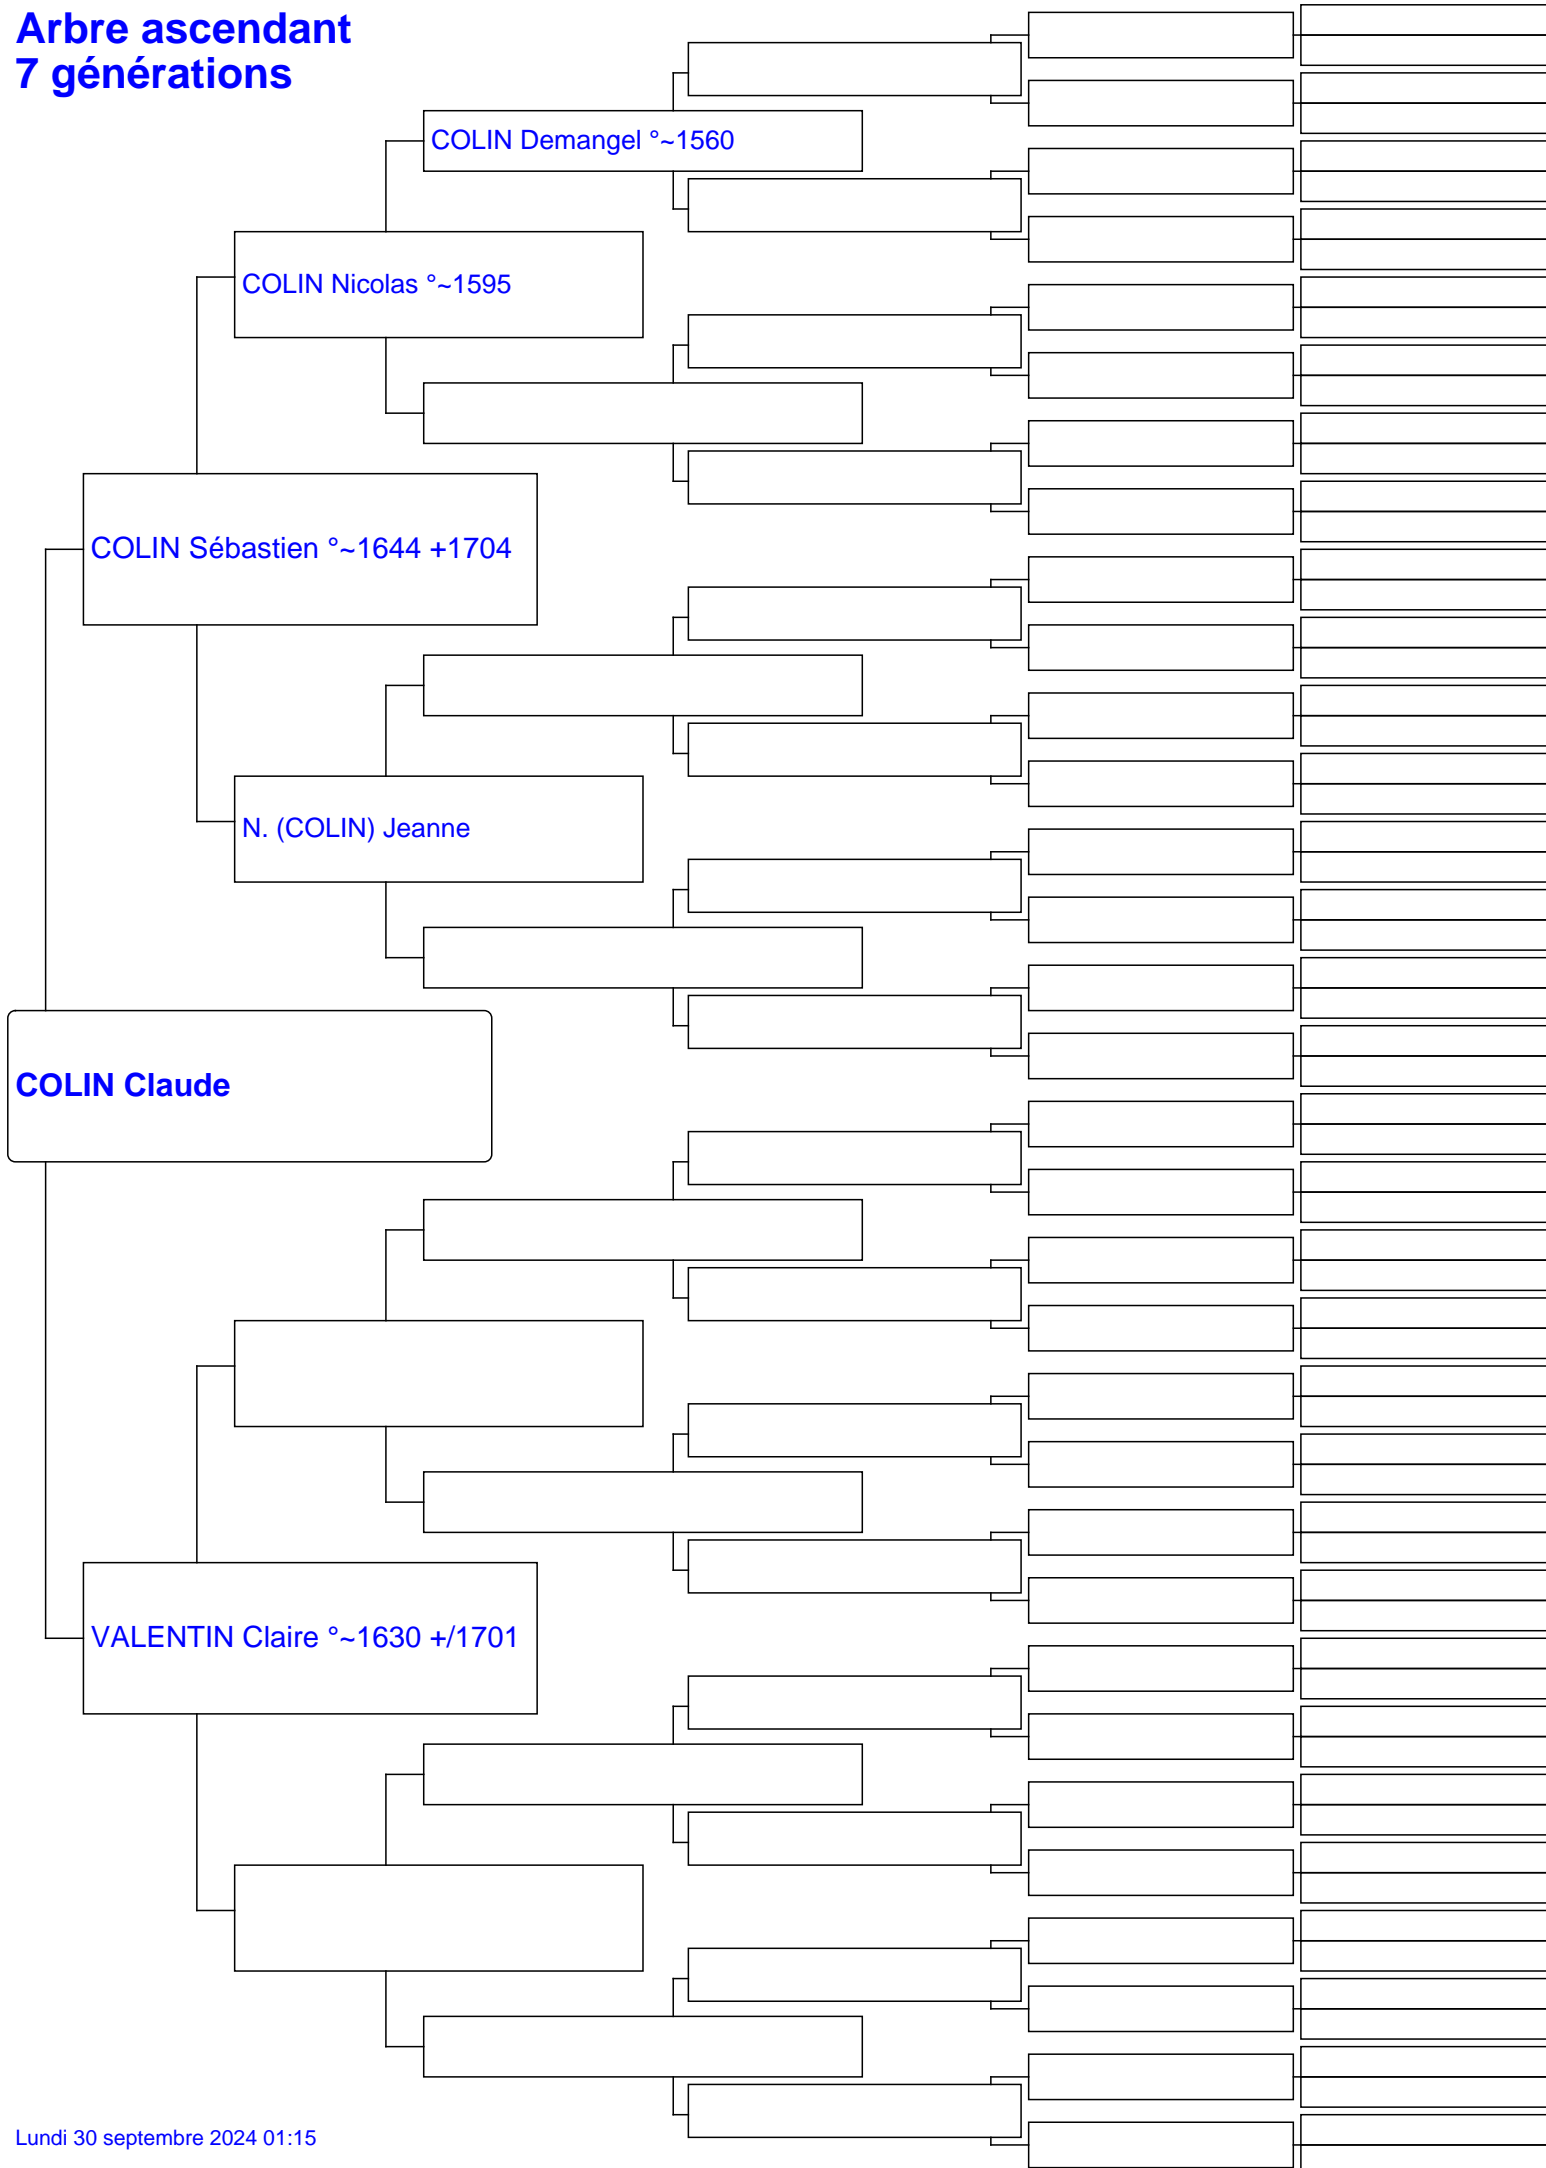 Arbre ascendant
7 générations
COLIN Demangel °~1560
COLIN Nicolas °~1595
COLIN Sébastien °~1644 +1704
N. (COLIN) Jeanne
COLIN Claude
VALENTIN Claire °~1630 +/1701
Lundi 30 septembre 2024 01:15